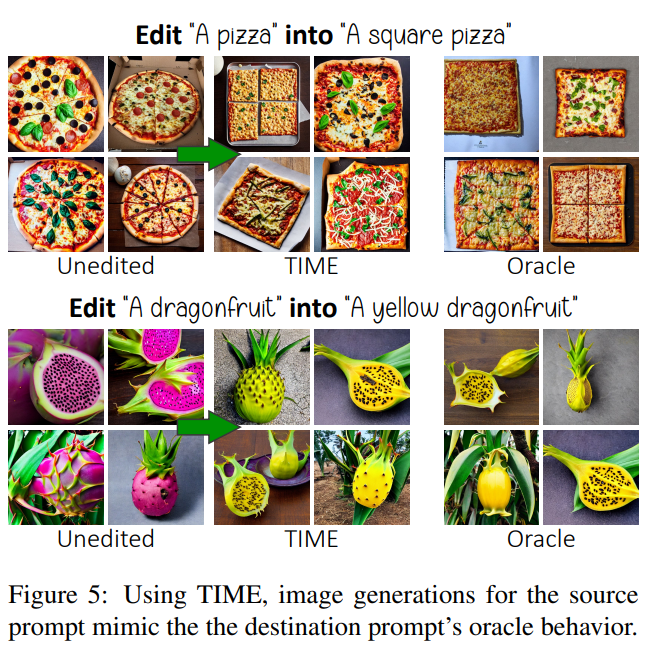 Edit "A pizza" into "A square pizza"
Unedited TIME Oracle
Edit "A dragonfruit" into "A yellow dragonfruit"
Unedited TIME Oracle
Figure 5: Using TIME, image generations for the source
prompt mimic the the destination prompt's oracle behavior.